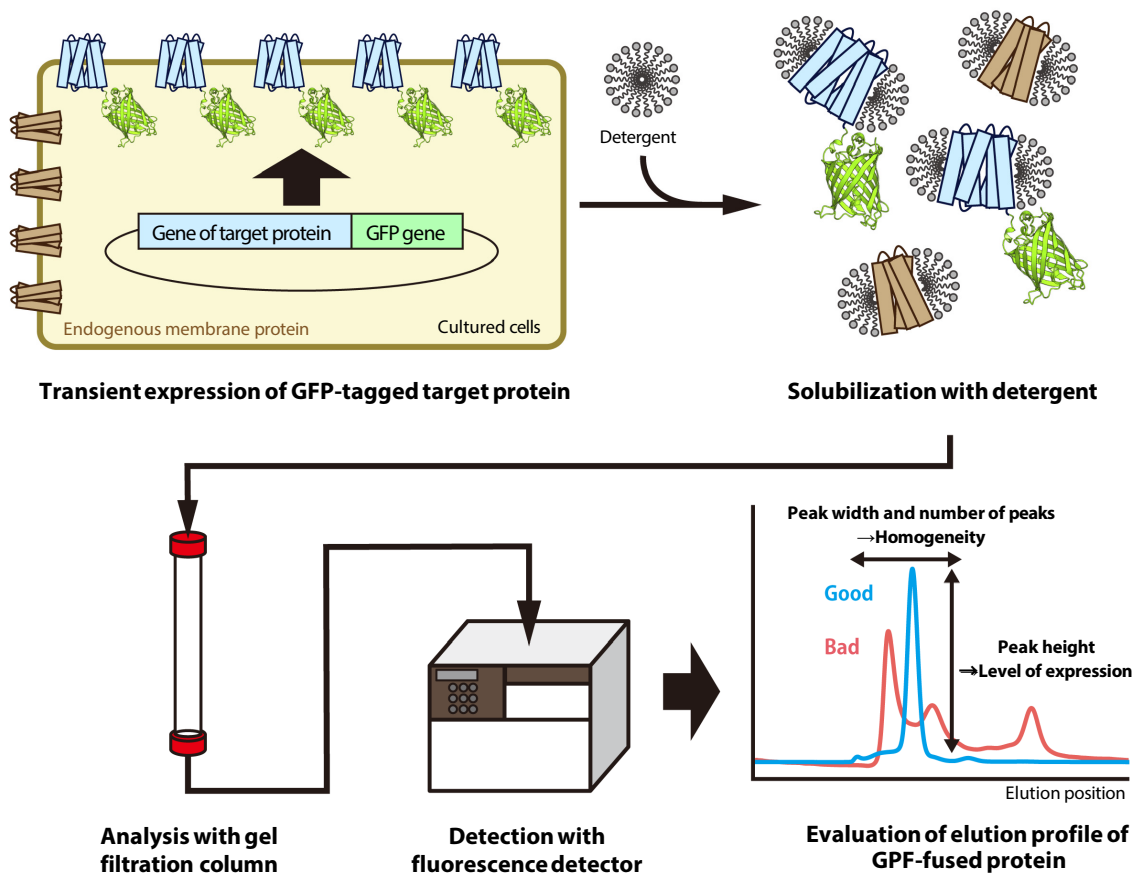 Detergent
Gene of target protein
GFP gene
Endogenous membrane protein
Cultured cells
Transient expression of GFP-tagged target protein
Solubilization with detergent
Peak width and number of peaks
→Homogeneity
Good
Bad
Peak height
→Level of expression
Elution position
Analysis with gel
filtration column
Detection with
fluorescence detector
Evaluation of elution profile of
GPF-fused protein